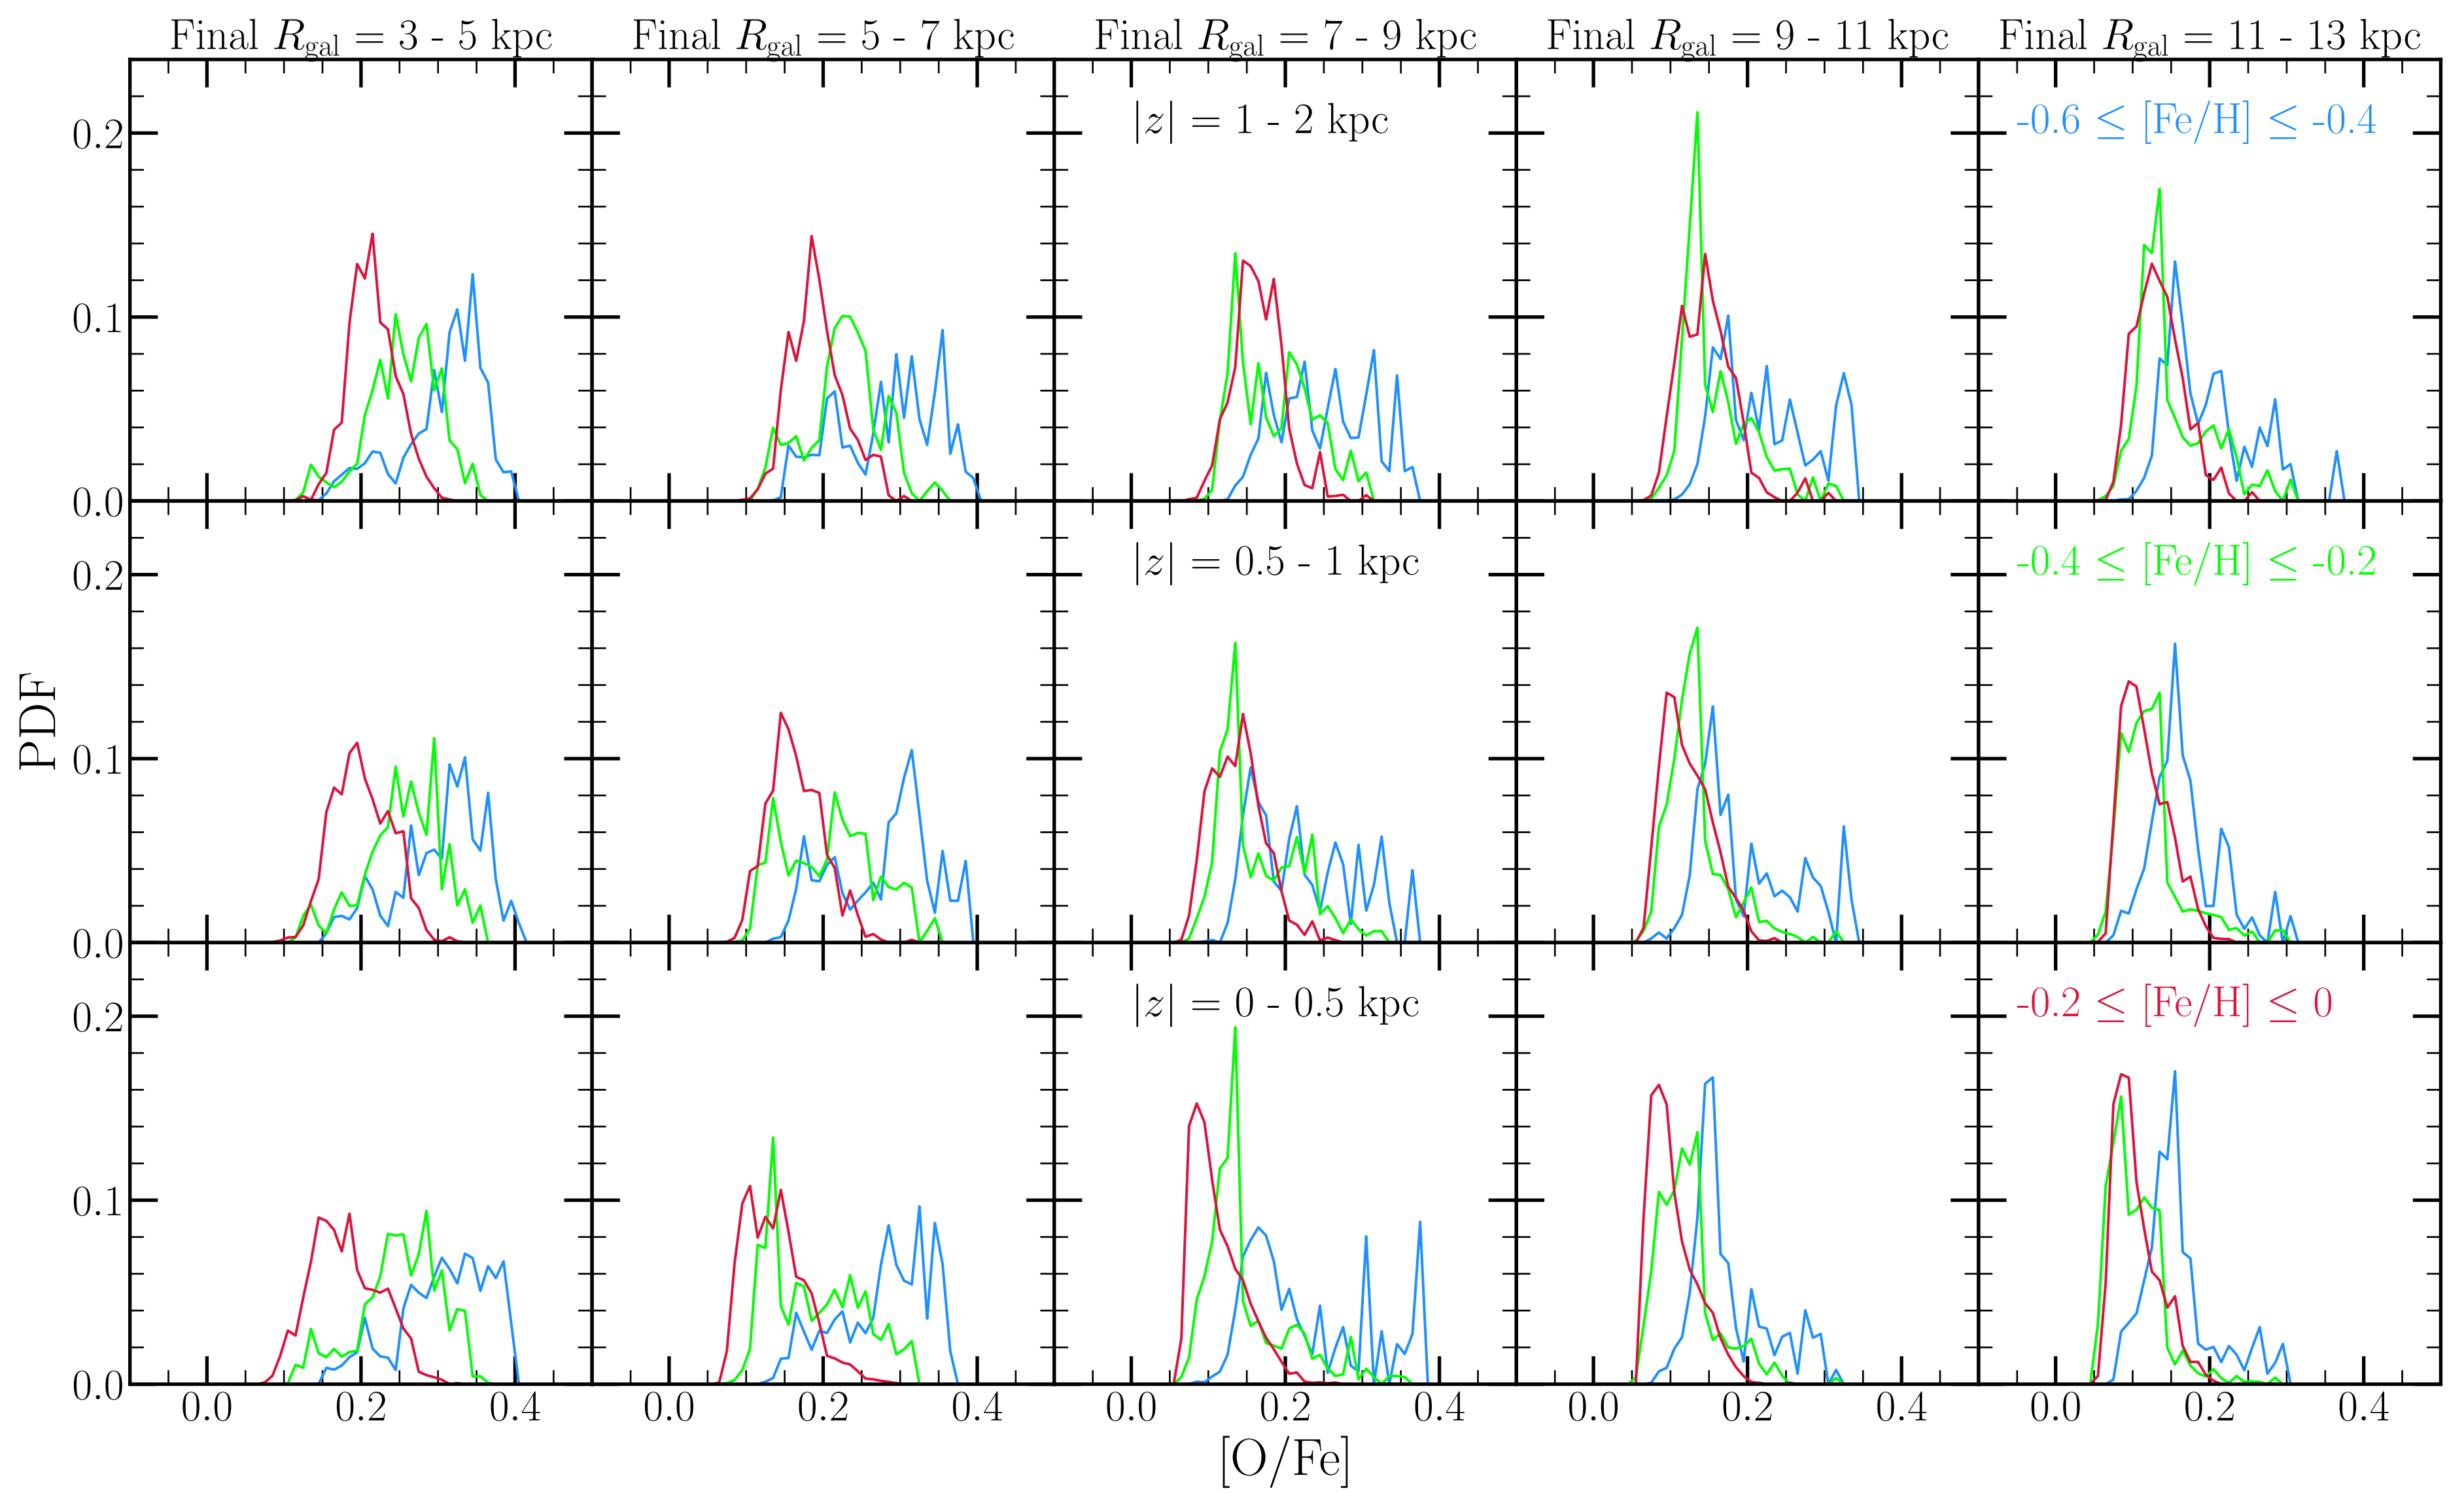 Final R_gal = 3 - 5 kpc
Final R_gal = 5 - 7 kpc
Final R_gal = 7 - 9 kpc
Final R_gal = 9 - 11 kpc
Final R_gal = 11 - 13 kpc
|z| = 1 - 2 kpc
-0.6 ≤ [Fe/H] ≤ -0.4
0.2
0.1
0.0
|z| = 0.5 - 1 kpc
-0.4 ≤ [Fe/H] ≤ -0.2
0.2
0.1
0.0
PDF
|z| = 0 - 0.5 kpc
-0.2 ≤ [Fe/H] ≤ 0
0.2
0.1
0.0
0.0 0.2 0.4
0.0 0.2 0.4
0.0 0.2 0.4
0.0 0.2 0.4
0.0 0.2 0.4
[O/Fe]